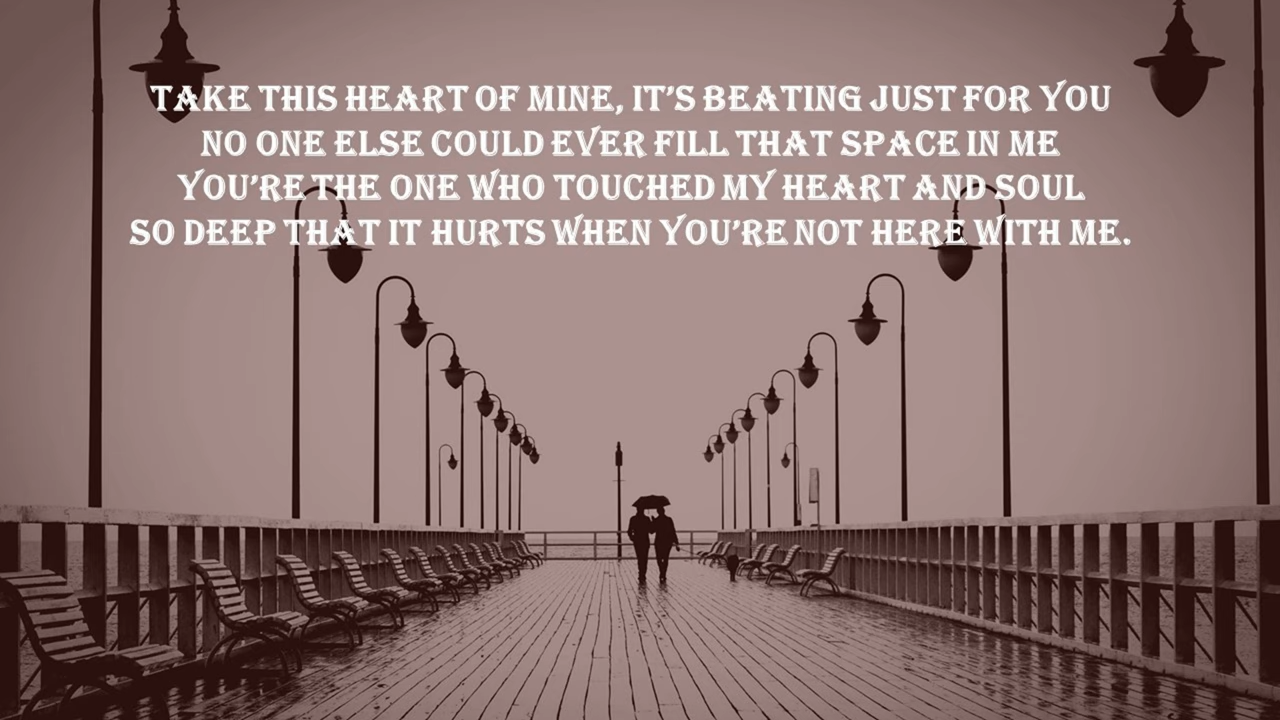 TAKE THIS HEART OF MINE, IT'S BEATING JUST FOR YOU
NO ONE ELSE COULD EVER FILL THAT SPACE IN ME
YOU'RE THE ONE WHO TOUCHED MY HEART AND SOUL
SO DEEP THAT IT HURTS WHEN YOU'RE NOT HERE WITH ME.